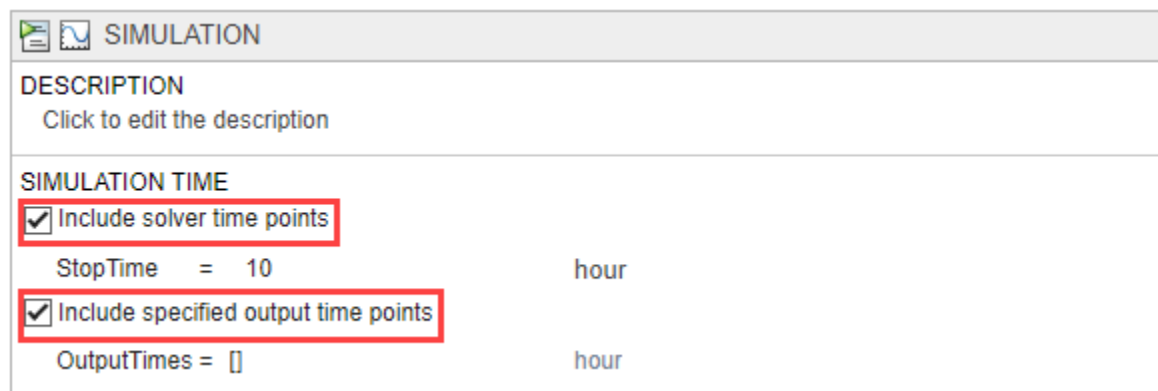 SIMULATION
DESCRIPTION
Click to edit the description
SIMULATION TIME
Include solver time points
StopTime = 10 hour
Include specified output time points
OutputTimes = [] hour